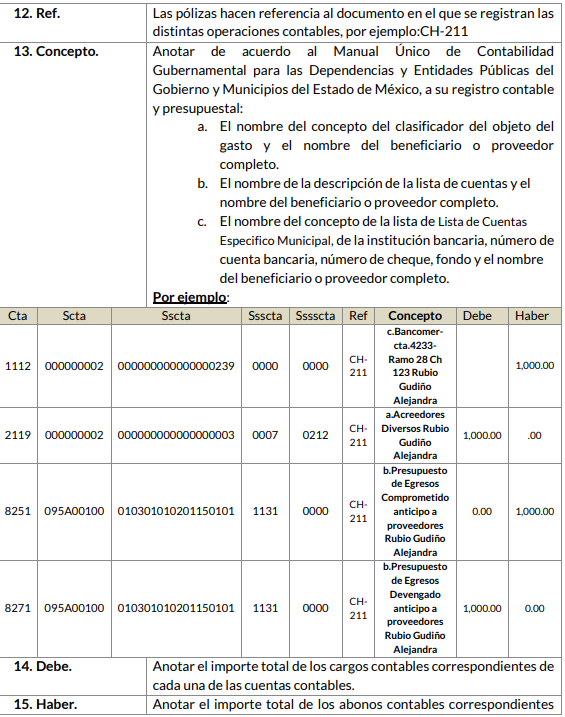 12. Ref.
Las pólizas hacen referencia al documento en el que se registran las
distintas operaciones contables, por ejemplo:CH-211
13. Concepto.
Anotar de acuerdo al Manual Único de Contabilidad
Gubernamental para las Dependencias y Entidades Públicas del
Gobierno y Municipios del Estado de México, a su registro contable
y presupuestal:
a. El nombre del concepto del clasificador del objeto del
gasto y el nombre del beneficiario o proveedor
completo.
b. El nombre de la descripción de la lista de cuentas y el
nombre del beneficiario o proveedor completo.
c. El nombre del concepto de la lista de Lista de Cuentas
Especifico Municipal, de la institución bancaria, número de
cuenta bancaria, número de cheque, fondo y el nombre
del beneficiario o proveedor completo.
Por ejemplo:
Cta Scta Sscta Ssscta Sssscta Ref Concepto Debe Haber
1112 000000002 000000000000000239 0000 0000 CH-
211
c.Bancomer-
cta.4233-
Ramo 28 Ch
123 Rubio
Gudiño
Alejandra
1,000.00
2119 000000002 000000000000000003 0007 0212 CH-
211
a.Acreedores
Diversos Rubio
Gudiño
Alejandra
1,000.00 .00
8251 095A00100 010301010201150101 1131 0000 CH-
211
b.Presupuesto
de Egresos
Comprometido
anticipo a
proveedores
Rubio Gudiño
Alejandra
0.00 1,000.00
8271 095A00100 010301010201150101 1131 0000 CH-
211
b.Presupuesto
de Egresos
Devengado
anticipo a
proveedores
Rubio Gudiño
Alejandra
1,000.00 0.00
14. Debe.
Anotar el importe total de los cargos contables correspondientes de
cada una de las cuentas contables.
15. Haber.
Anotar el importe total de los abonos contables correspondientes